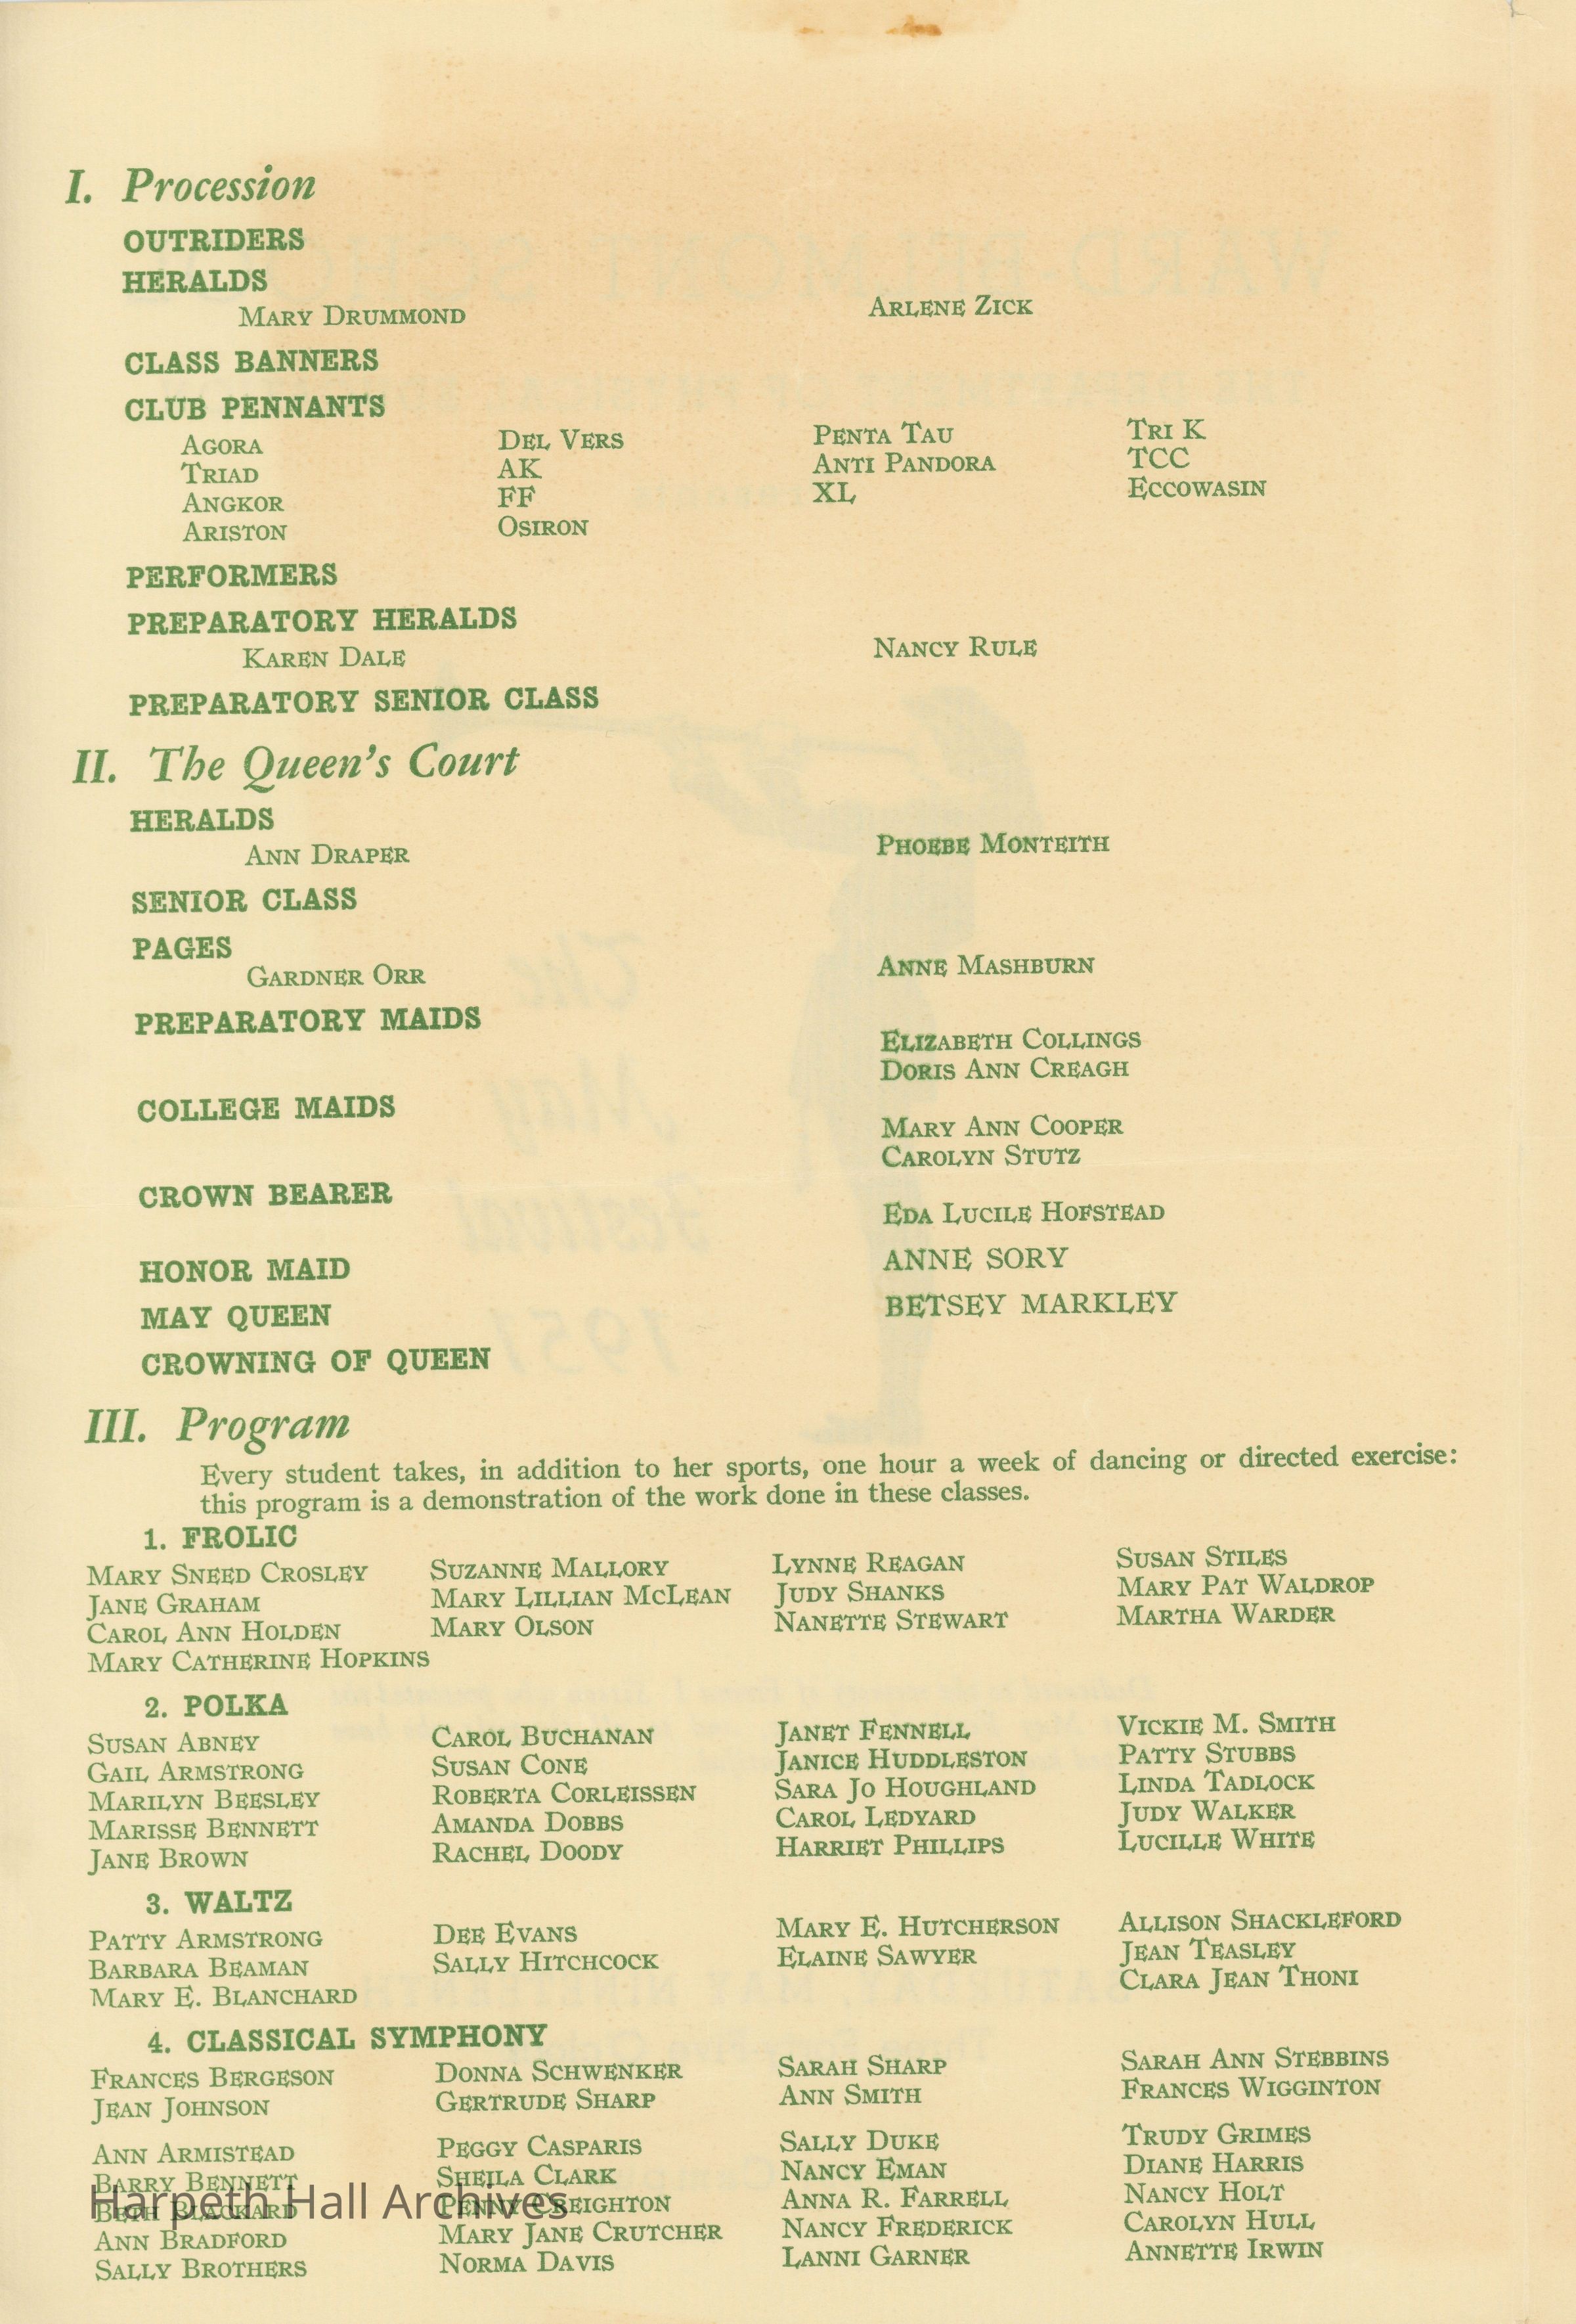 I. Procession
OUTRIDERS
HERALDS
MARY DRUMMOND ARLENE ZICK
CLASS BANNERS
CLUB PENNANTS
AGORA DEL VERS PENTA TAU TRI K
TRIAD AK ANTI PANDORA TCC
ANGKOR FF XL ECCOWASIN
ARISTON OSIRON
PERFORMERS
PREPARATORY HERALDS
KAREN DALE NANCY RULE
PREPARATORY SENIOR CLASS
II. The Queen's Court
HERALDS
ANN DRAPER PHOEBE MONTEITH
SENIOR CLASS
PAGES
GARDNER ORR ANNE MASHBURN
PREPARATORY MAIDS
ELIZABETH COLLINGS
DORIS ANN CREAGH
COLLEGE MAIDS
MARY ANN COOPER
CAROLYN STUTZ
CROWN BEARER
EDA LUCILE HOFSTEAD
HONOR MAID ANNE SORY
MAY QUEEN BETSEY MARKLEY
CROWNING OF QUEEN
III. Program
Every student takes, in addition to her sports, one hour a week of dancing or directed exercise:
this program is a demonstration of the work done in these classes.
1. FROLIC
MARY SNEED CROSLEY SUZANNE MALLORY LYNNE REAGAN SUSAN STILES
JANE GRAHAM MARY LILLIAN MCLEAN JUDY SHANKS MARY PAT WALDROP
CAROL ANN HOLDEN MARY OLSON NANETTE STEWART MARTHA WARDER
MARY CATHERINE HOPKINS
2. POLKA
SUSAN ABNEY CAROL BUCHANAN JANET FENNELL VICKIE M. SMITH
GAIL ARMSTRONG SUSAN CONE JANICE HUDDLESTON PATTY STUBBS
MARILYN BEESLEY ROBERTA CORLEISSEN SARA JO HOUGHLAND LINDA TADLOCK
MARISSE BENNETT AMANDA DOBBS CAROL LEDYARD JUDY WALKER
JANE BROWN RACHEL DOODY HARRIET PHILLIPS LUCILLE WHITE
3. WALTZ
PATTY ARMSTRONG DEE EVANS MARY E. HUTCHERSON ALLISON SHACKLEFORD
BARBARA BEAMAN SALLY HITCHCOCK ELAINE SAWYER JEAN TEASLEY
MARY E. BLANCHARD CLARA JEAN THONI
4. CLASSICAL SYMPHONY
FRANCES BERGESON DONNA SCHWENKER SARAH SHARP SARAH ANN STEBBINS
JEAN JOHNSON GERTRUDE SHARP ANN SMITH FRANCES WIGGINTON
ANN ARMISTEAD PEGGY CASPARIS SALLY DUKE TRUDY GRIMES
BARRY BENNETT SHEILA CLARK NANCY EMAN DIANE HARRIS
BETH BLACKARD PENNY CREIGHTON ANNA R. FARRELL NANCY HOLT
ANN BRADFORD MARY JANE CRUTCHER NANCY FREDERICK CAROLYN HULL
SALLY BROTHERS NORMA DAVIS LANNI GARNER ANNETTE IRWIN
Harpeth Hall Archives